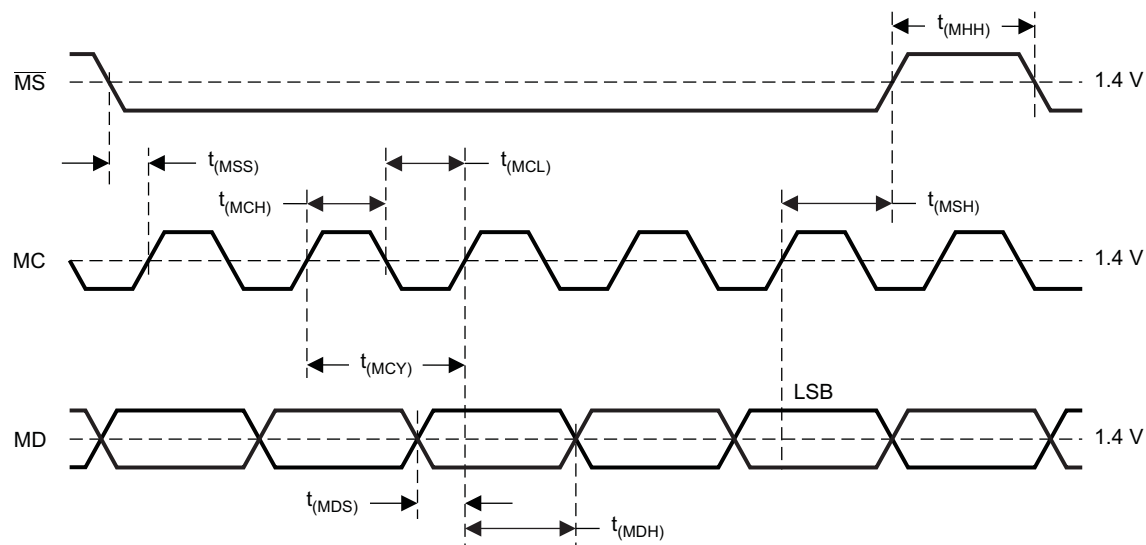 t(MHH)
MS
1.4 V
t(MSS)
t(MCL)
t(MCH)
t(MSH)
MC
1.4 V
t(MCY)
LSB
MD
1.4 V
t(MDS)
t(MDH)